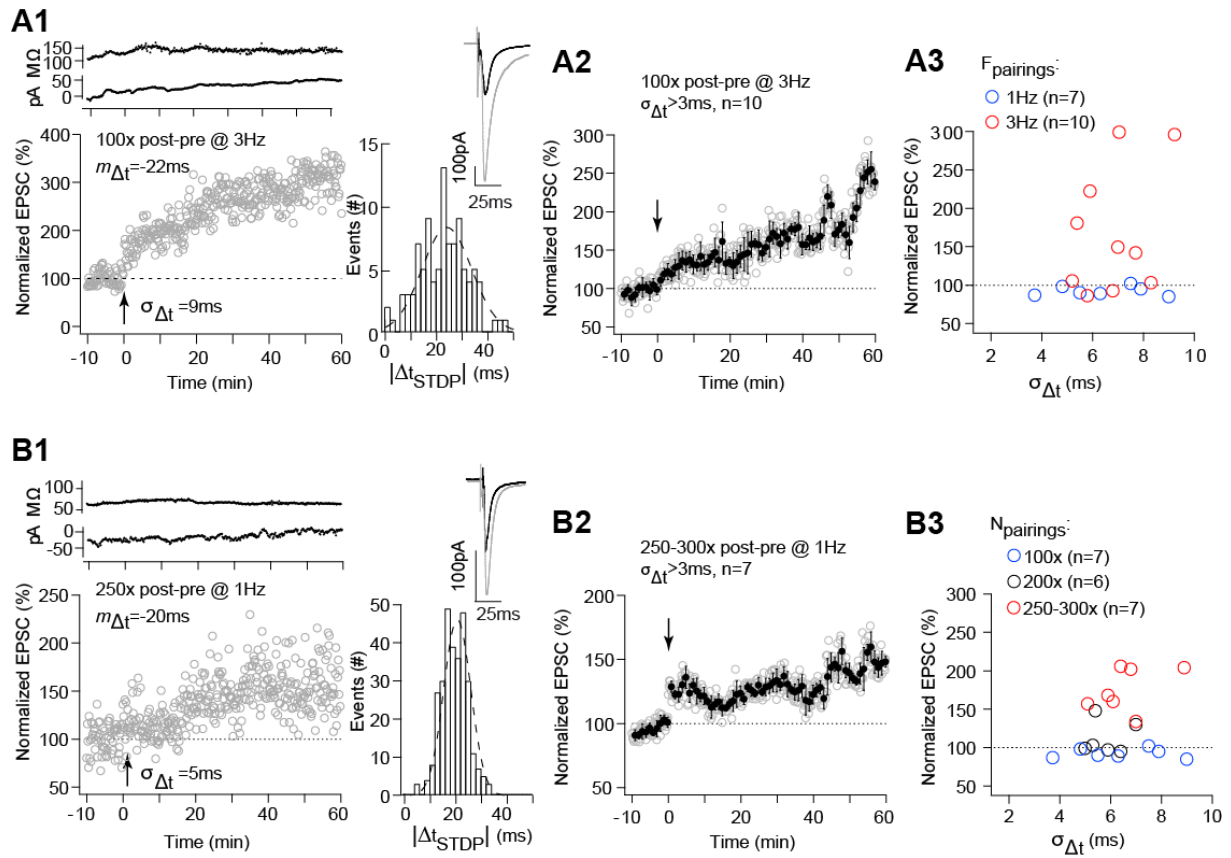 A1
MΩ
150
100
pA
50
0
100x post-pre @ 3Hz
mΔt=-22ms
σΔt=9ms
Normalized EPSC (%)
400
300
200
100
0
-10 0 20 40 60
Time (min)
100pA
25ms
Events (#)
15
10
5
0
0 20 40
|ΔtSTDP| (ms)
A2
100x post-pre @ 3Hz
σΔt>3ms, n=10
Normalized EPSC (%)
300
250
200
150
100
50
-10 0 20 40 60
Time (min)
A3
Fpairings:
1Hz (n=7)
3Hz (n=10)
Normalized EPSC (%)
300
250
200
150
100
50
2 4 6 8 10
σΔt (ms)
B1
MΩ
100
50
pA
0
-50
250x post-pre @ 1Hz
mΔt=-20ms
σΔt=5ms
Normalized EPSC (%)
250
200
150
100
50
-10 0 20 40 60
Time (min)
100pA
25ms
Events (#)
50
40
30
20
10
0
0 20 40
|ΔtSTDP| (ms)
B2
250-300x post-pre @ 1Hz
σΔt>3ms, n=7
Normalized EPSC (%)
200
150
100
50
-10 0 20 40 60
Time (min)
B3
Npairings:
100x (n=7)
200x (n=6)
250-300x (n=7)
Normalized EPSC (%)
300
250
200
150
100
50
2 4 6 8 10
σΔt (ms)